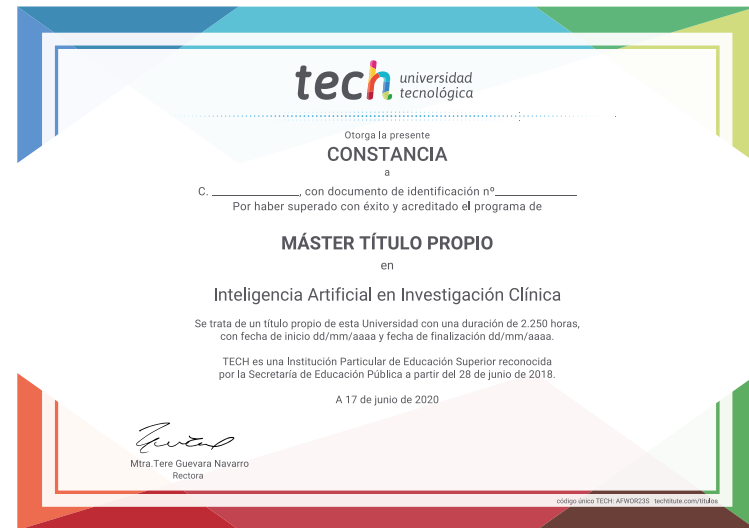 tech universidad
tecnológica
Otorga la presente
CONSTANCIA
a
C. ______________, con documento de identificación nº_____________
Por haber superado con éxito y acreditado el programa de
MÁSTER TÍTULO PROPIO
en
Inteligencia Artificial en Investigación Clínica
Se trata de un título propio de esta Universidad con una duración de 2.250 horas,
con fecha de inicio dd/mm/aaaa y fecha de finalización dd/mm/aaaa.
TECH es una Institución Particular de Educación Superior reconocida
por la Secretaría de Educación Pública a partir del 28 de junio de 2018.
A 17 de junio de 2020
Mtra.Tere Guevara Navarro
Rectora
código único TECH: AFWOR23S techtitute.com/titulos